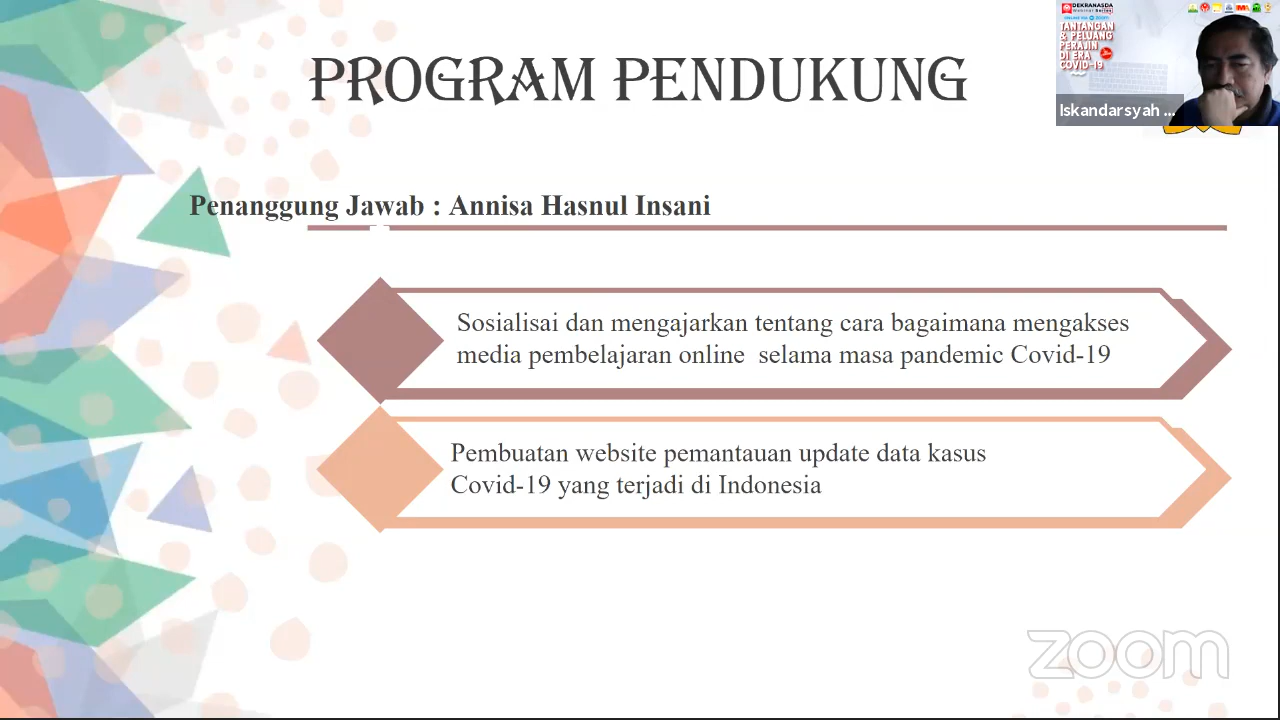 PROGRAM PENDUKUNG
DEKRANASDA
TANTANGAN
& PELUANG
PERAJIN
DI ERA
COVID-19
Iskandarsyah ...
Penanggung Jawab : Annisa Hasnul Insani
Sosialisai dan mengajarkan tentang cara bagaimana mengakses
media pembelajaran online selama masa pandemic Covid-19
Pembuatan website pemantauan update data kasus
Covid-19 yang terjadi di Indonesia
zoom